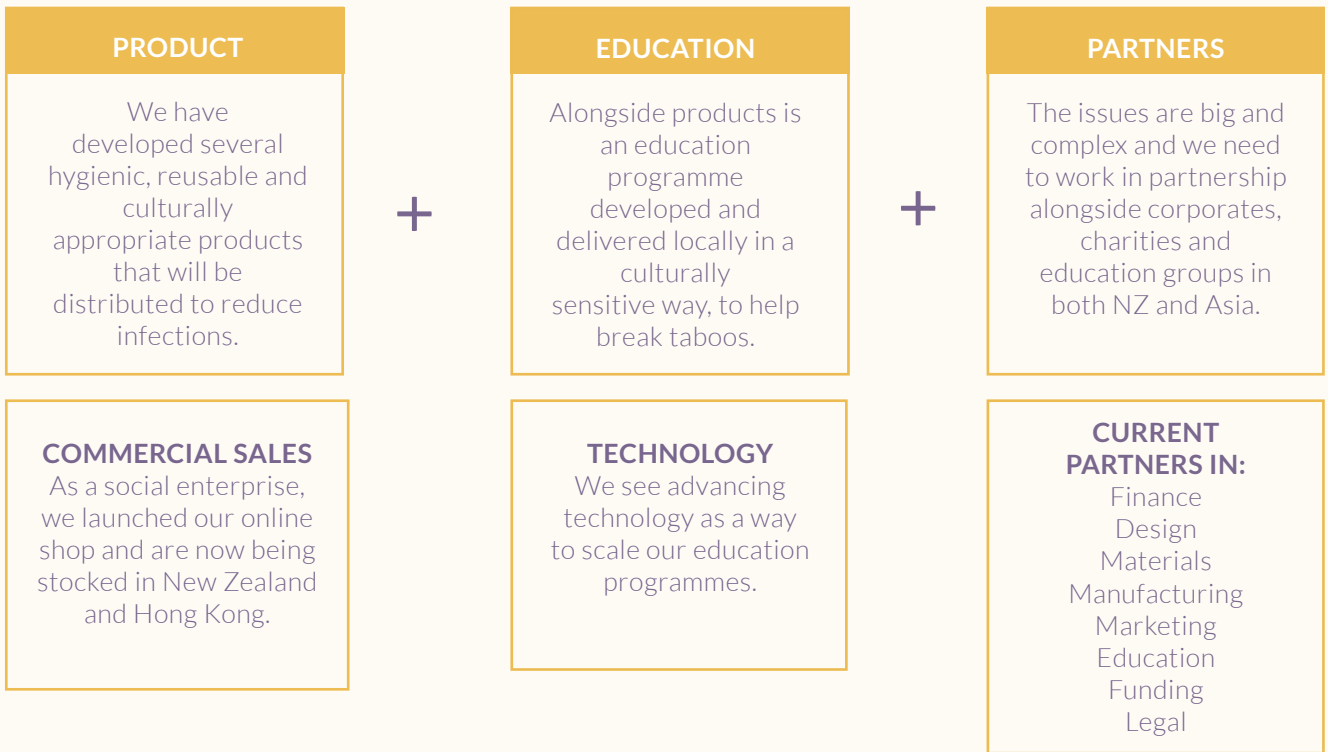 PRODUCT
We have
developed several
hygienic, reusable and
culturally
appropriate products
that will be
distributed to reduce
infections.
+
EDUCATION
Alongside products is
an education
programme
developed and
delivered locally in a
culturally
sensitive way, to help
break taboos.
+
PARTNERS
The issues are big and
complex and we need
to work in partnership
alongside corporates,
charities and
education groups in
both NZ and Asia.
COMMERCIAL SALES
As a social enterprise,
we launched our online
shop and are now being
stocked in New Zealand
and Hong Kong.
TECHNOLOGY
We see advancing
technology as a way
to scale our education
programmes.
CURRENT
PARTNERS IN:
Finance
Design
Materials
Manufacturing
Marketing
Education
Funding
Legal